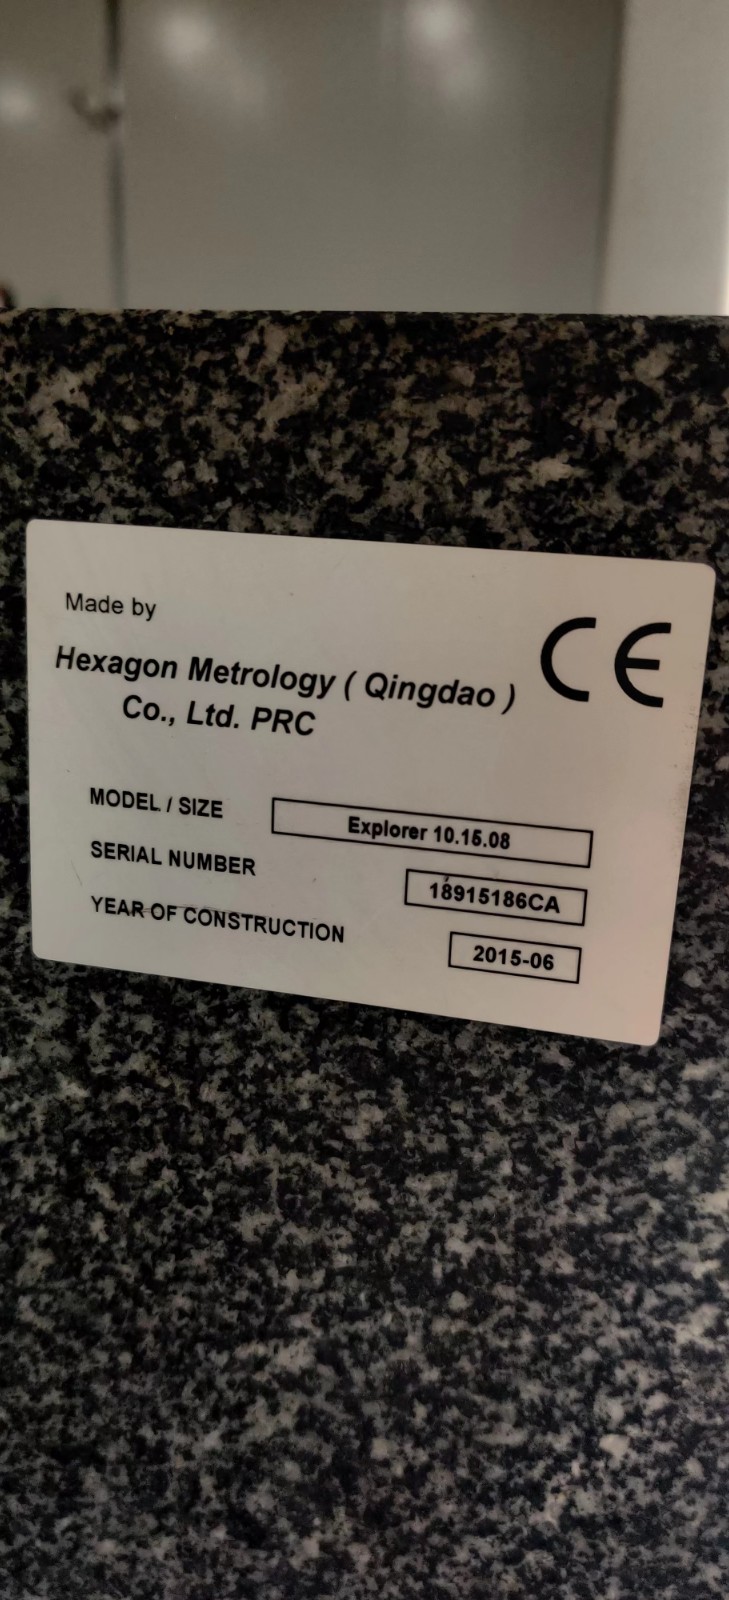 Made by
CE
Hexagon Metrology ( Qingdao )
Co., Ltd. PRC
MODEL / SIZE Explorer 10.15.08
SERIAL NUMBER 18915186CA
YEAR OF CONSTRUCTION 2015-06